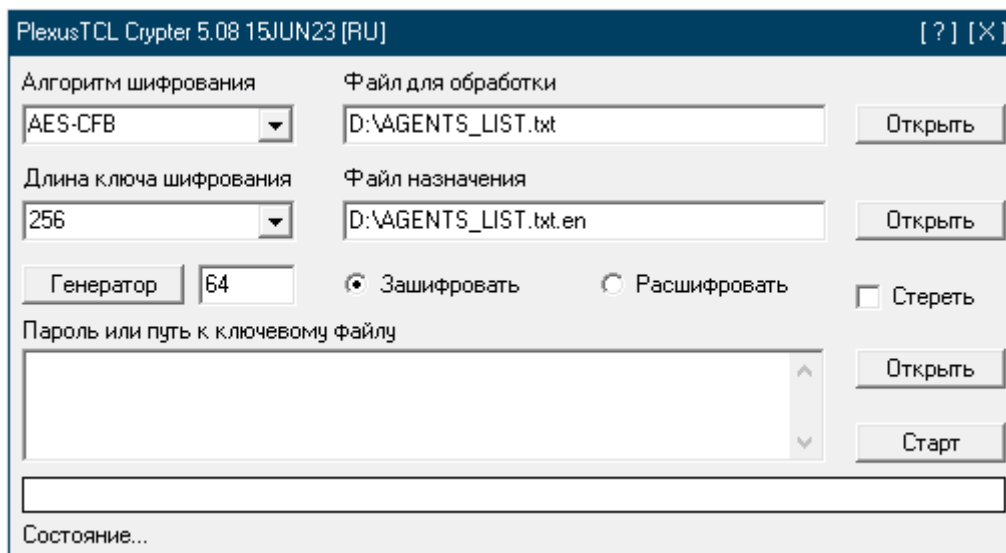 PlexusTCL Crypter 5.08 15JUN23 [RU] [ ? ] [X]
Алгоритм шифрования Файл для обработки
AES-CFB D:\AGENTS_LIST.txt Открыть
Длина ключа шифрования Файл назначения
256 D:\AGENTS_LIST.txt.en Открыть
Генератор 64 Зашифровать Расшифровать Стереть
Пароль или путь к ключевому файлу
Открыть
Старт
Состояние...